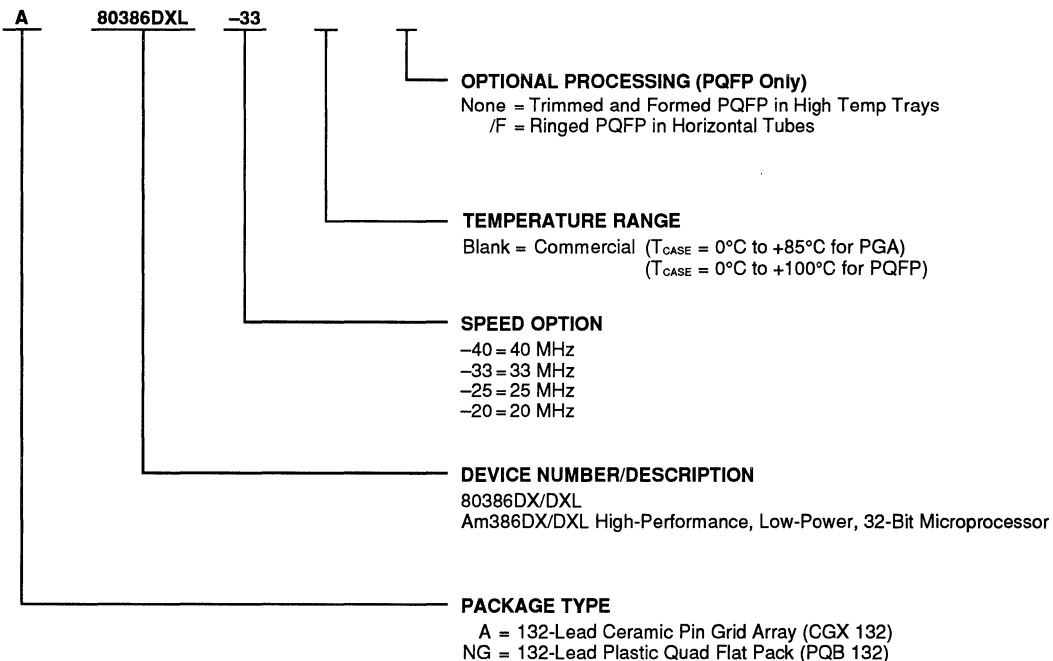 A 80386DXL –33
OPTIONAL PROCESSING (PQFP Only)
None = Trimmed and Formed PQFP in High Temp Trays
/F = Ringed PQFP in Horizontal Tubes
TEMPERATURE RANGE
Blank = Commercial (TCASE = 0°C to +85°C for PGA)
(TCASE = 0°C to +100°C for PQFP)
SPEED OPTION
–40 = 40 MHz
–33 = 33 MHz
–25 = 25 MHz
–20 = 20 MHz
DEVICE NUMBER/DESCRIPTION
80386DX/DXL
Am386DX/DXL High-Performance, Low-Power, 32-Bit Microprocessor
PACKAGE TYPE
A = 132-Lead Ceramic Pin Grid Array (CGX 132)
NG = 132-Lead Plastic Quad Flat Pack (PQB 132)